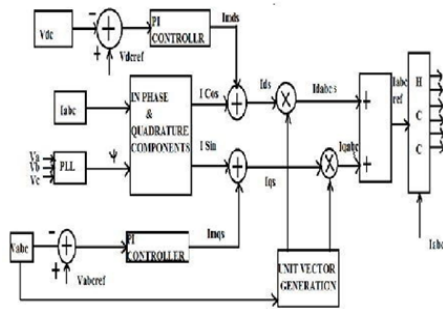 Vdc
PI
CONTROLLR
Imds
Vdcref
Iabc
IN PHASE
&
QUADRATURE
COMPONENTS
I Cos
Ids
Idabcs
Iabc
ref
H
C
C
Va
Vb
Vc
PLL
Ψ
I Sin
Iqs
Iqabc
Vabc
PI
CONTROLLER
Imqs
Vabcref
UNIT VECTOR
GENERATION